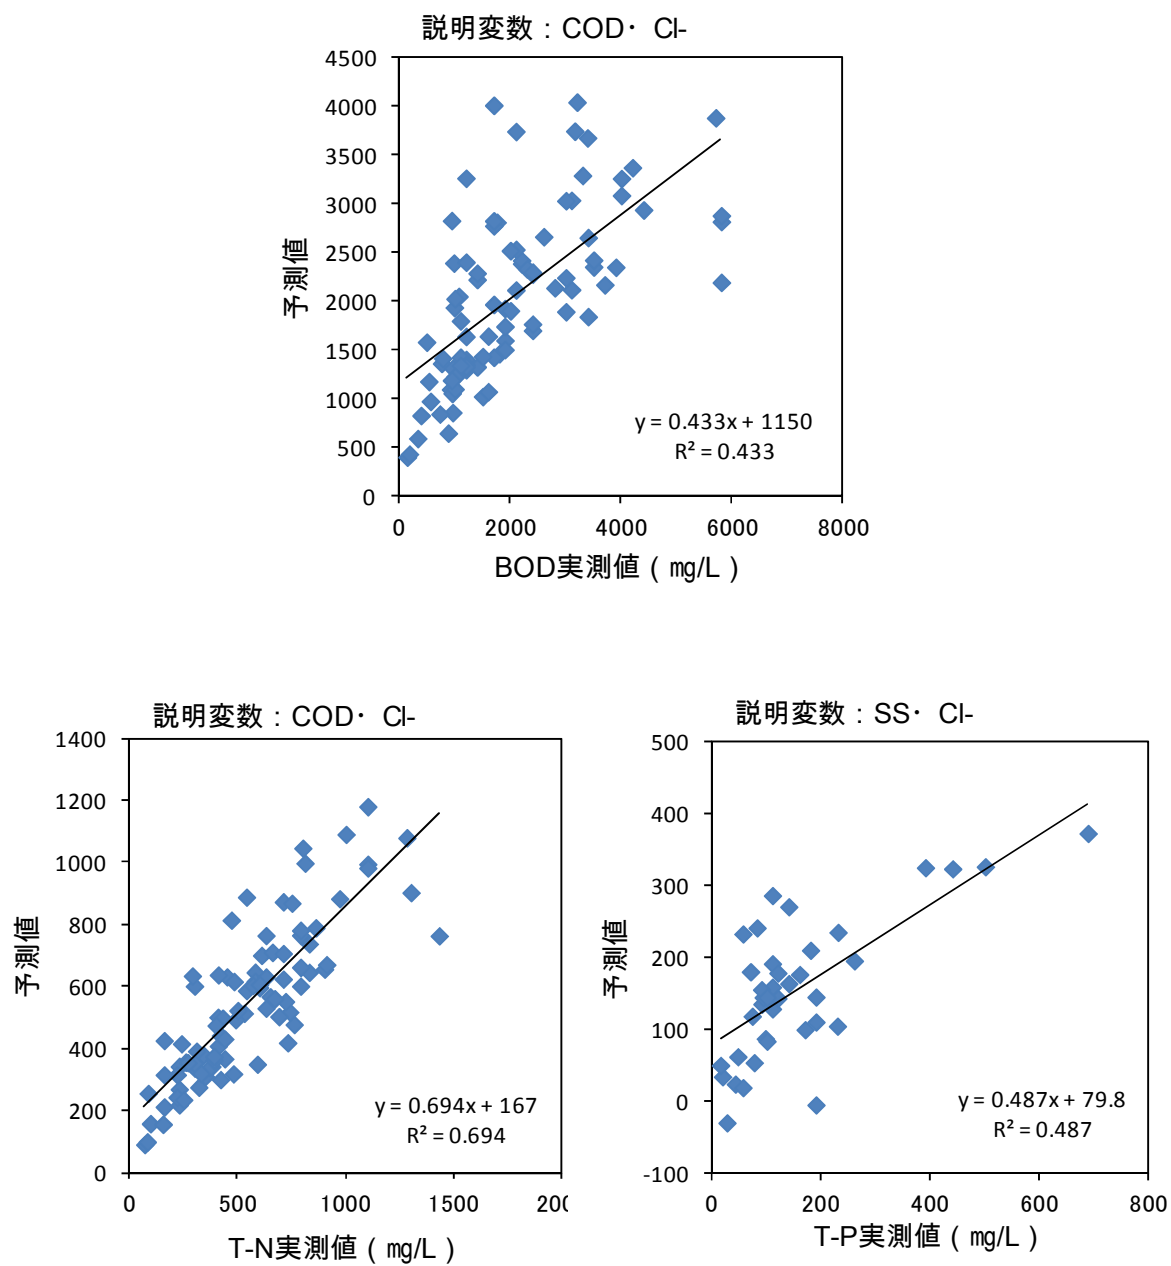 説明変数：COD・ Cl-
4500
4000
3500
3000
2500
2000
1500
1000
500
0
予測値
y = 0.433x + 1150
R² = 0.433
0 2000 4000 6000 8000
BOD実測値（㎎/L）
説明変数：COD・ Cl-
1400
1200
1000
800
600
400
200
0
予測値
y = 0.694x + 167
R² = 0.694
0 500 1000 1500 200
T-N実測値（㎎/L）
説明変数：SS・ Cl-
500
400
300
200
100
0
-100
予測値
y = 0.487x + 79.8
R² = 0.487
0 200 400 600 800
T-P実測値（㎎/L）